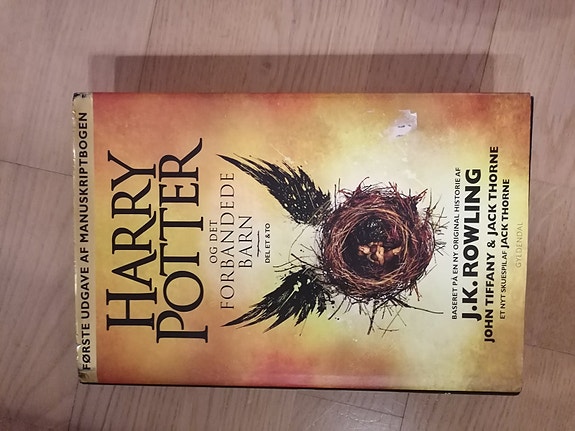 FØRSTE UDGAVE AF MANUSKRIPTBOGEN
HARRY
POTTER
OG DET
FORBANDEDE
BARN
DEL ET & TO
BASERET PÅ EN NY ORIGINAL HISTORIE AF
J.K. ROWLING
JOHN TIFFANY & JACK THORNE
ET NYT SKUESPIL AF JACK THORNE
GYLDENDAL